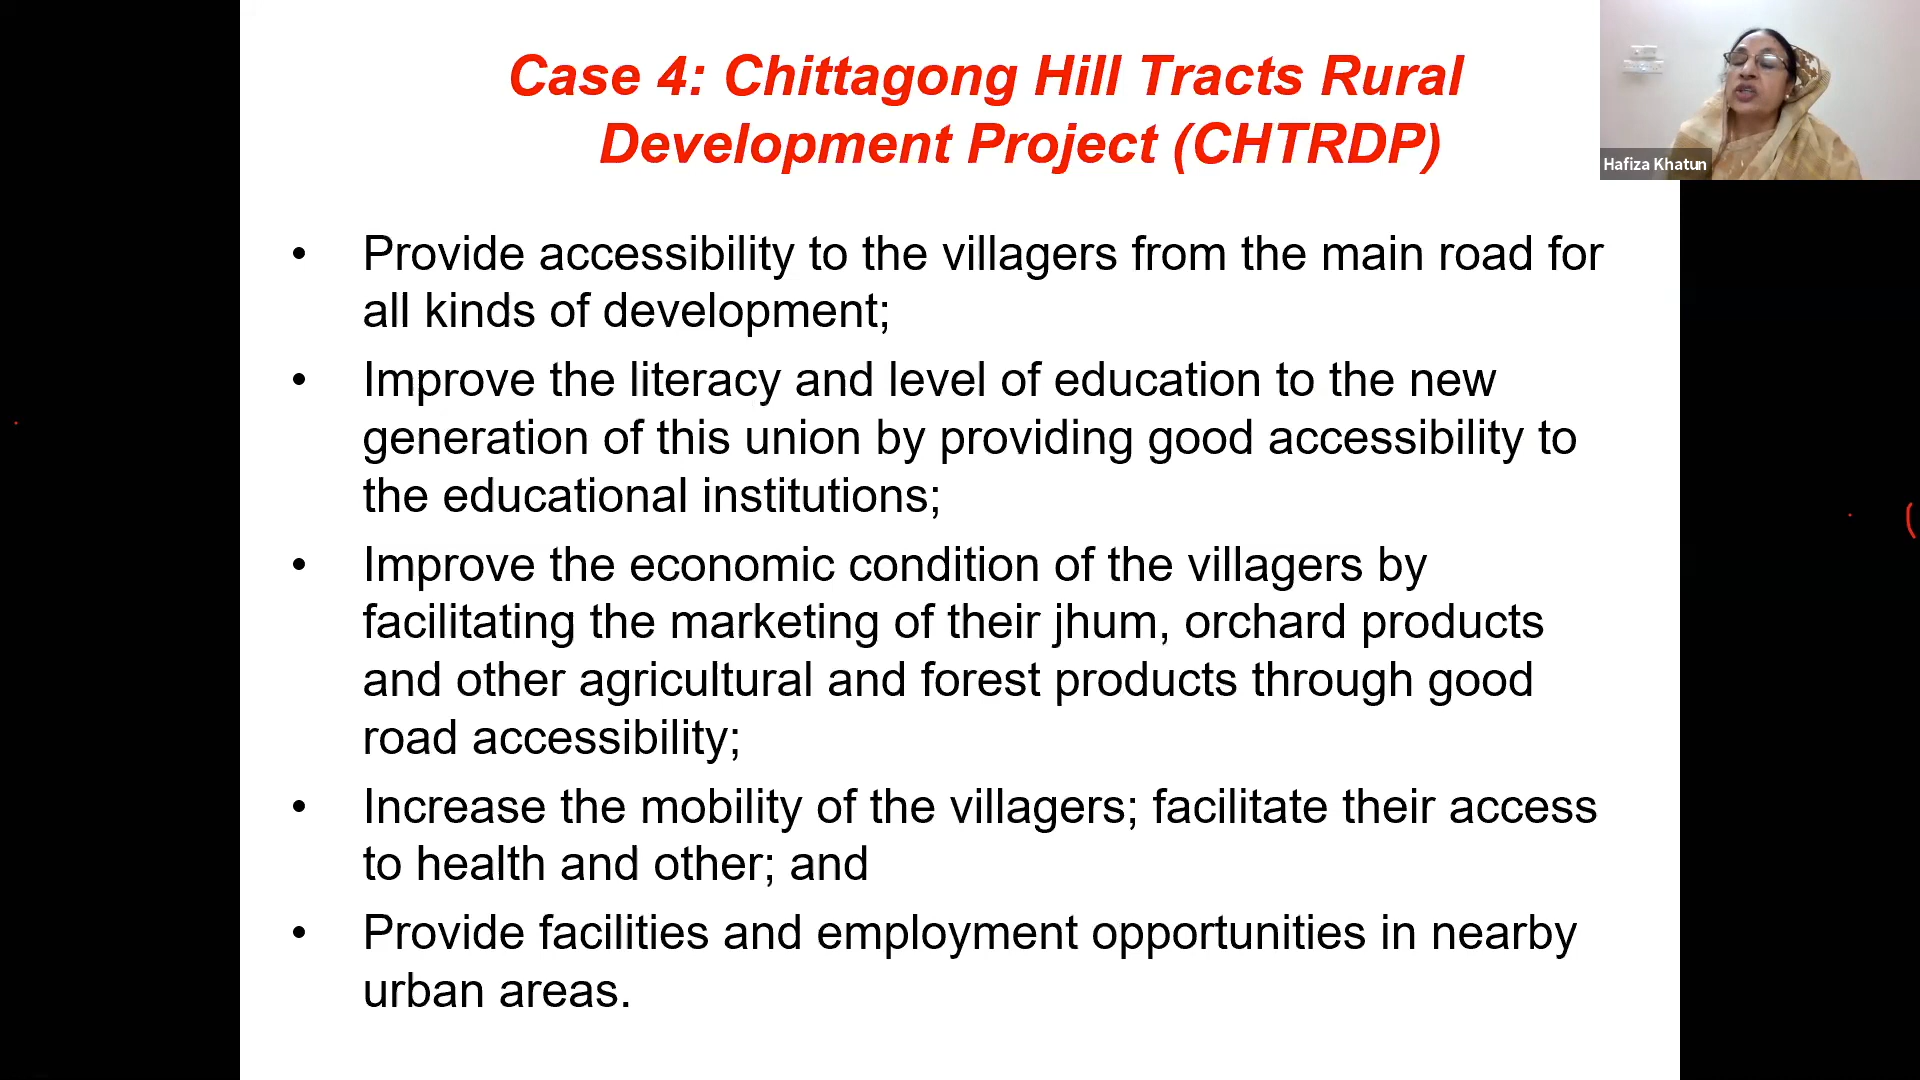 Case 4: Chittagong Hill Tracts Rural
Development Project (CHTRDP)
Hafiza Khatun
• Provide accessibility to the villagers from the main road for
all kinds of development;
• Improve the literacy and level of education to the new
generation of this union by providing good accessibility to
the educational institutions;
• Improve the economic condition of the villagers by
facilitating the marketing of their jhum, orchard products
and other agricultural and forest products through good
road accessibility;
• Increase the mobility of the villagers; facilitate their access
to health and other; and
• Provide facilities and employment opportunities in nearby
urban areas.